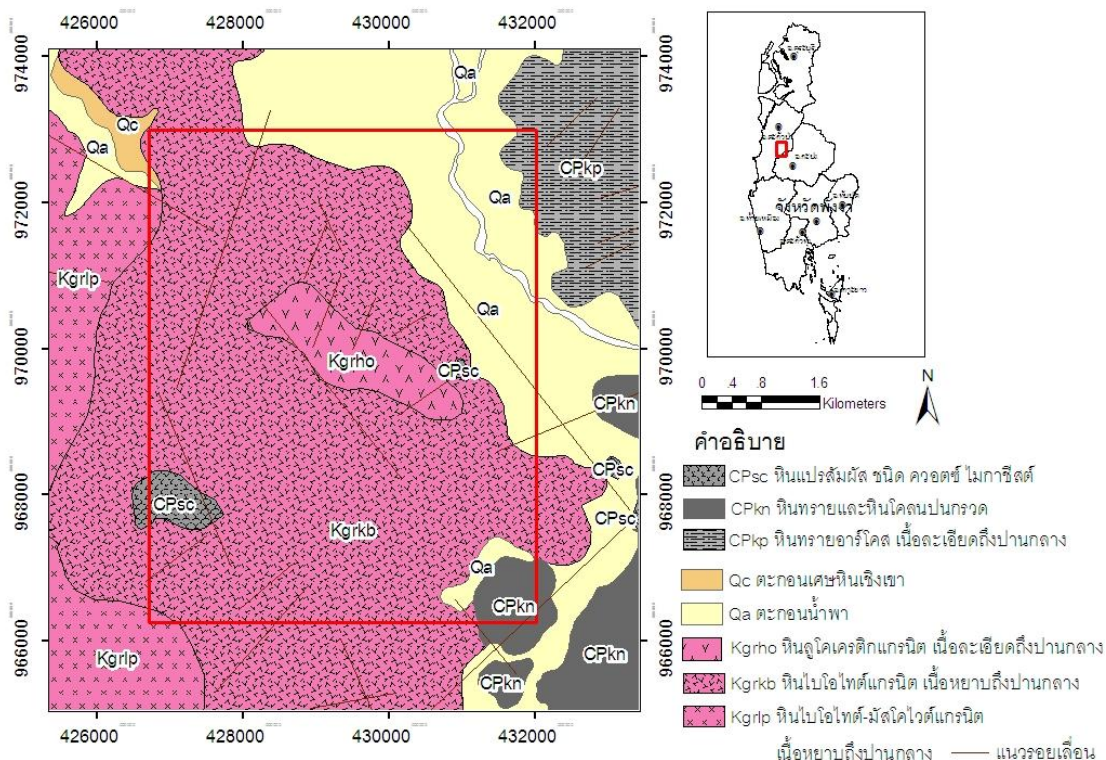 426000 428000 430000 432000
974000 974000
972000 972000
970000 970000
968000 968000
966000 966000
426000 428000 430000 432000
Qa
Qc
Qa
CPkp
Qa
Kgrlp
Qa
Kgrho
CPsc
CPkn
CPsc
CPsc
CPsc
Kgrkb
Qa
CPkn
Kgrlp
CPkn
CPkn
จังหวัดพังงา
0 .4 .8 1.6
Kilometers
N
คำอธิบาย
CPsc หินแปรสัมผัส ชนิด ควอตซ์ ไมกาชีสต์
CPkn หินทรายและหินโคลนปนกรวด
CPkp หินทรายอาร์โคส เนื้อละเอียดถึงปานกลาง
Qc ตะกอนเศษหินเชิงเขา
Qa ตะกอนน้ำพา
Kgrho หินลูโคเครติกแกรนิต เนื้อละเอียดถึงปานกลาง
Kgrkb หินไบโอไทต์แกรนิต เนื้อหยาบถึงปานกลาง
Kgrlp หินไบโอไทต์-มัสโคไวต์แกรนิต
เนื้อหยาบถึงปานกลาง แนวรอยเลื่อน